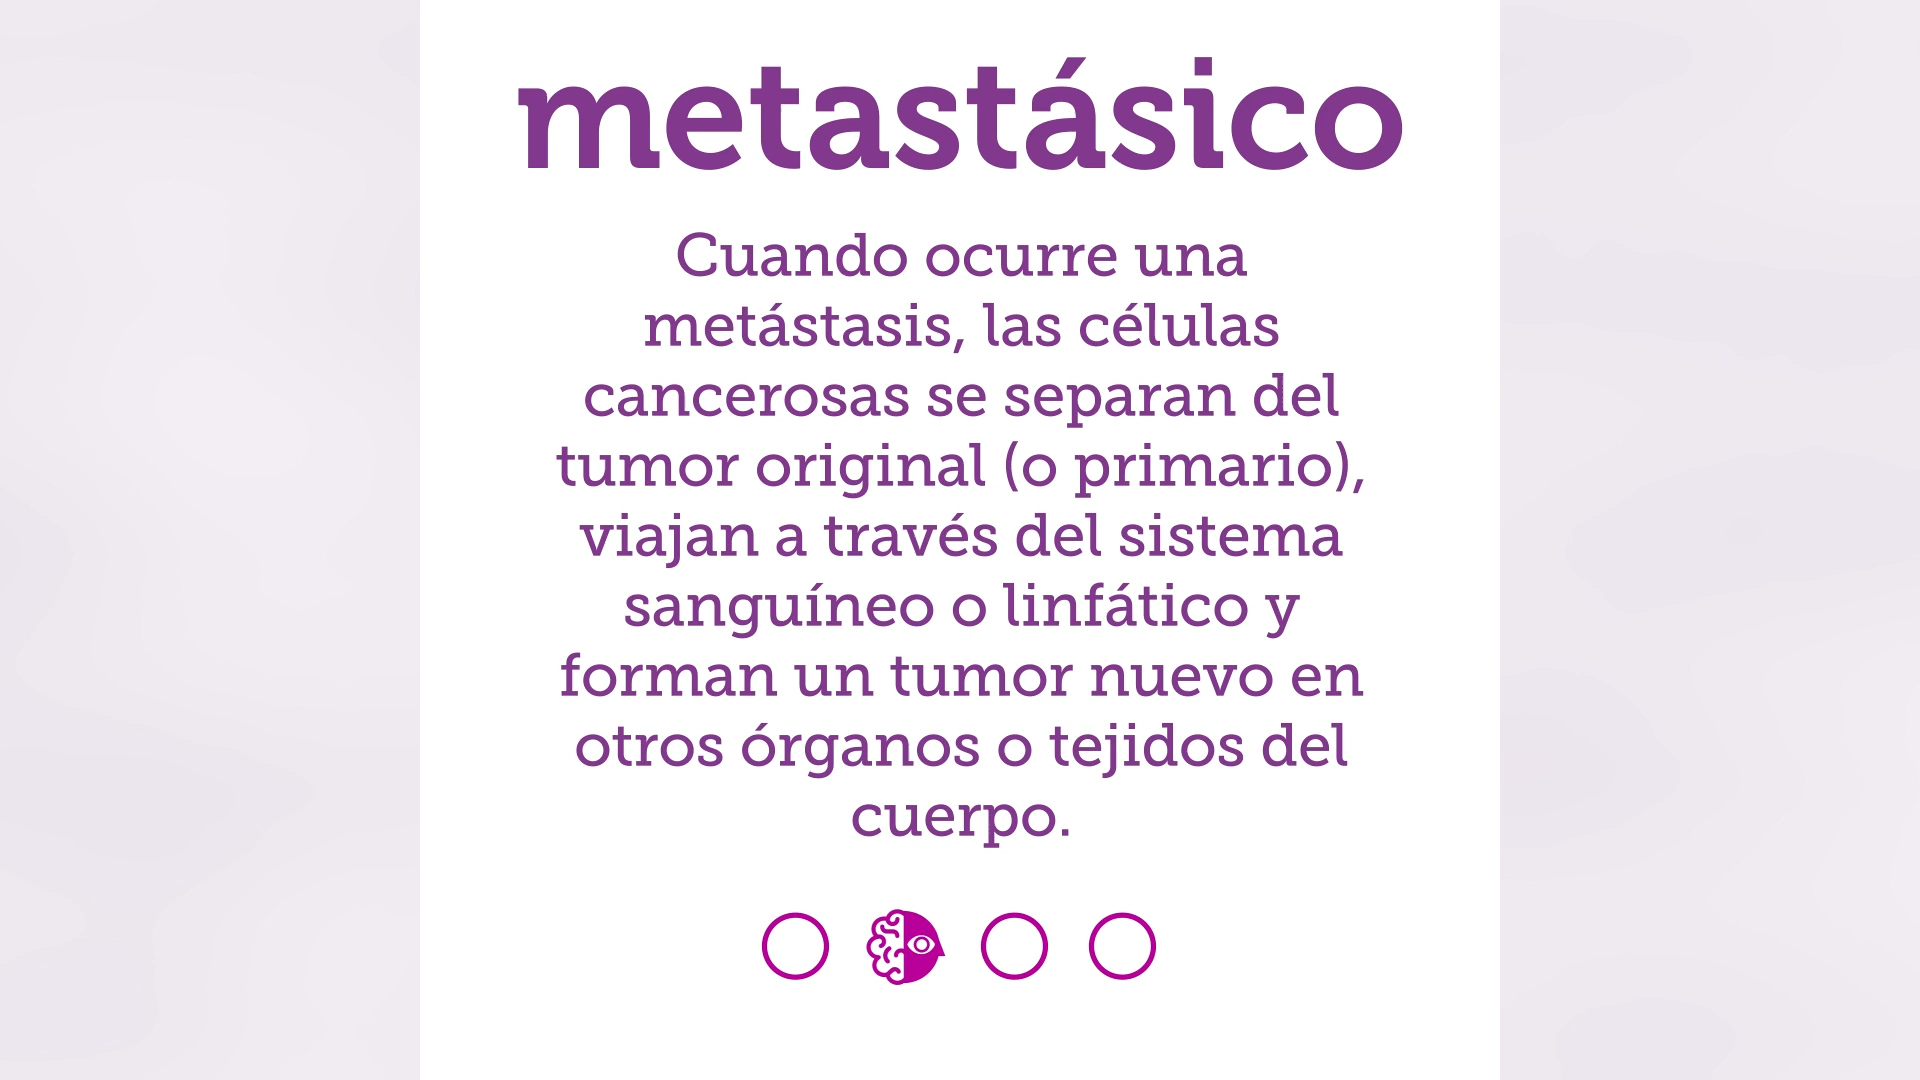 metastásico
Cuando ocurre una
metástasis, las células
cancerosas se separan del
tumor original (o primario),
viajan a través del sistema
sanguíneo o linfático y
forman un tumor nuevo en
otros órganos o tejidos del
cuerpo.